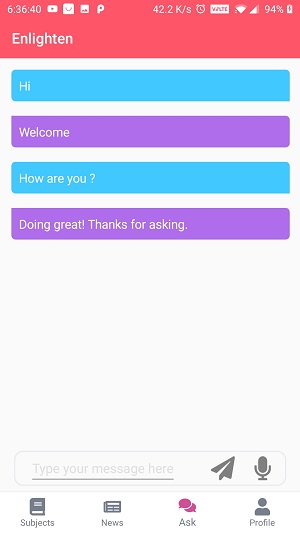 6:36:40 42.2 K/s VoLTE 94%
Enlighten
Hi
Welcome
How are you ?
Doing great! Thanks for asking.
Type your message here
Subjects News Ask Profile